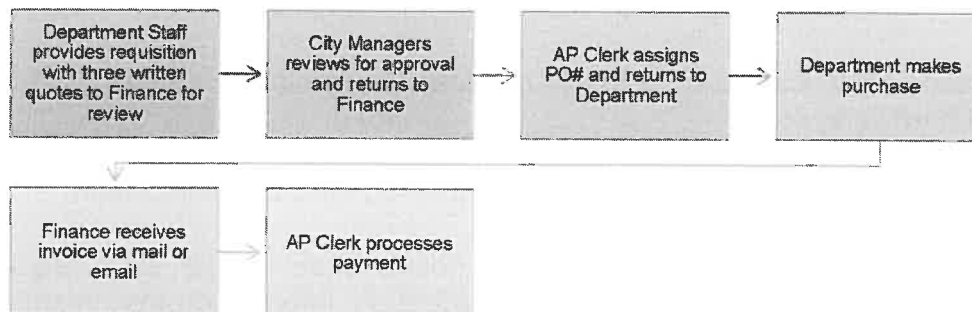 Department Staff
provides requisition
with three written
quotes to Finance for
review
City Managers
reviews for approval
and returns to
Finance
AP Clerk assigns
PO# and returns to
Department
Department makes
purchase
Finance receives
invoice via mail or
email
AP Clerk processes
payment